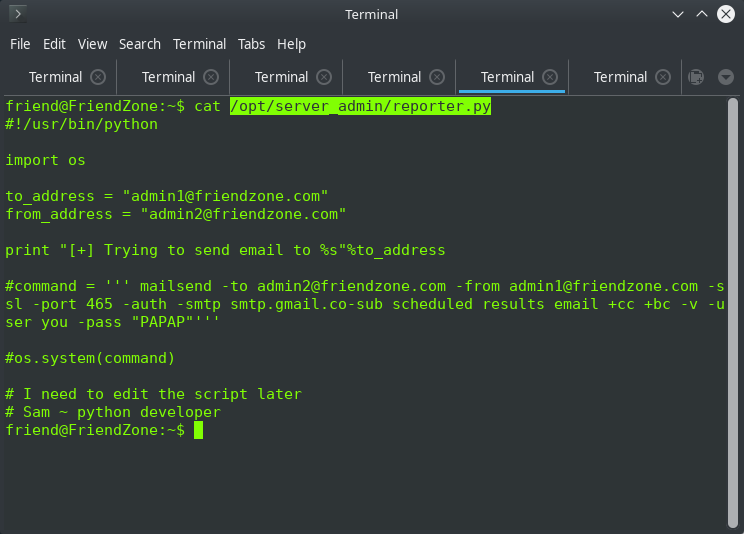 Terminal
File Edit View Search Terminal Tabs Help
Terminal Terminal Terminal Terminal Terminal Terminal
friend@FriendZone:~$ cat /opt/server_admin/reporter.py
#!/usr/bin/python
import os
to_address = "admin1@friendzone.com"
from_address = "admin2@friendzone.com"
print "[+] Trying to send email to %s"%to_address
#command = ''' mailsend -to admin2@friendzone.com -from admin1@friendzone.com -s
sl -port 465 -auth -smtp smtp.gmail.co-sub scheduled results email +cc +bc -v -u
ser you -pass "PAPAP"'''
#os.system(command)
# I need to edit the script later
# Sam ~ python developer
friend@FriendZone:~$